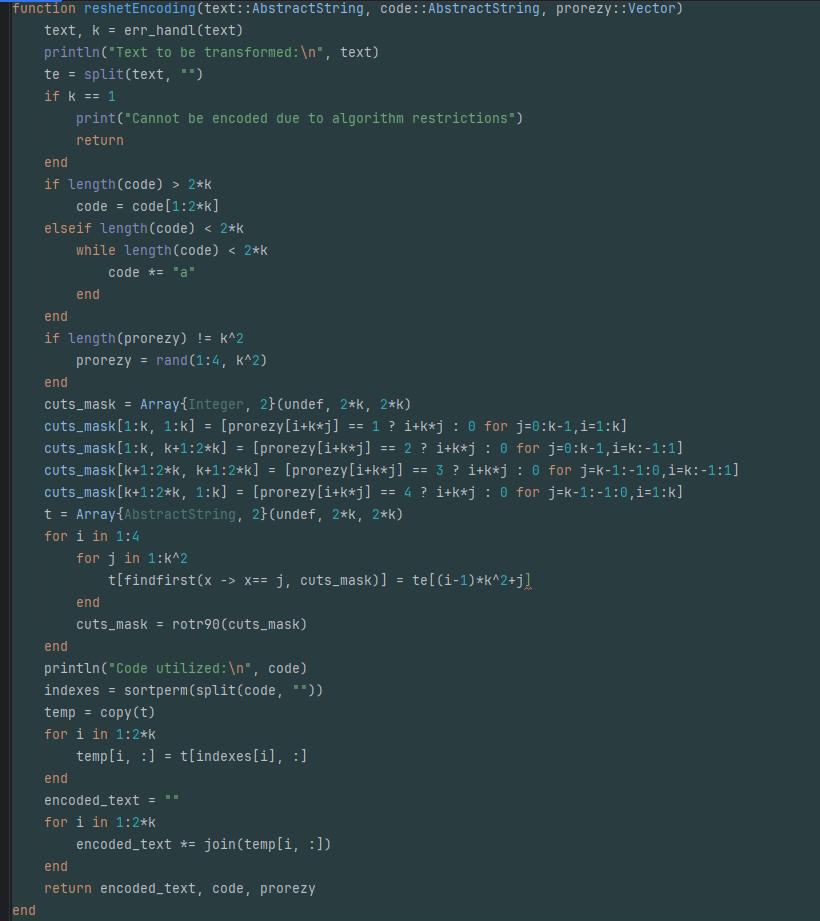 function reshetEncoding(text::AbstractString, code::AbstractString, prorezy::Vector)
    text, k = err_handl(text)
    println("Text to be transformed:\n", text)
    te = split(text, "")
    if k == 1
        print("Cannot be encoded due to algorithm restrictions")
        return
    end
    if length(code) > 2*k
        code = code[1:2*k]
    elseif length(code) < 2*k
        while length(code) < 2*k
            code *= "a"
        end
    end
    if length(prorezy) != k^2
        prorezy = rand(1:4, k^2)
    end
    cuts_mask = Array{Integer, 2}(undef, 2*k, 2*k)
    cuts_mask[1:k, 1:k] = [prorezy[i+k*j] == 1 ? i+k*j : 0 for j=0:k-1,i=1:k]
    cuts_mask[1:k, k+1:2*k] = [prorezy[i+k*j] == 2 ? i+k*j : 0 for j=0:k-1,i=k:-1:1]
    cuts_mask[k+1:2*k, k+1:2*k] = [prorezy[i+k*j] == 3 ? i+k*j : 0 for j=k-1:-1:0,i=k:-1:1]
    cuts_mask[k+1:2*k, 1:k] = [prorezy[i+k*j] == 4 ? i+k*j : 0 for j=k-1:-1:0,i=1:k]
    t = Array{AbstractString, 2}(undef, 2*k, 2*k)
    for i in 1:4
        for j in 1:k^2
            t[findfirst(x -> x== j, cuts_mask)] = te[(i-1)*k^2+j]
        end
        cuts_mask = rotr90(cuts_mask)
    end
    println("Code utilized:\n", code)
    indexes = sortperm(split(code, ""))
    temp = copy(t)
    for i in 1:2*k
        temp[i, :] = t[indexes[i], :]
    end
    encoded_text = ""
    for i in 1:2*k
        encoded_text *= join(temp[i, :])
    end
    return encoded_text, code, prorezy
end